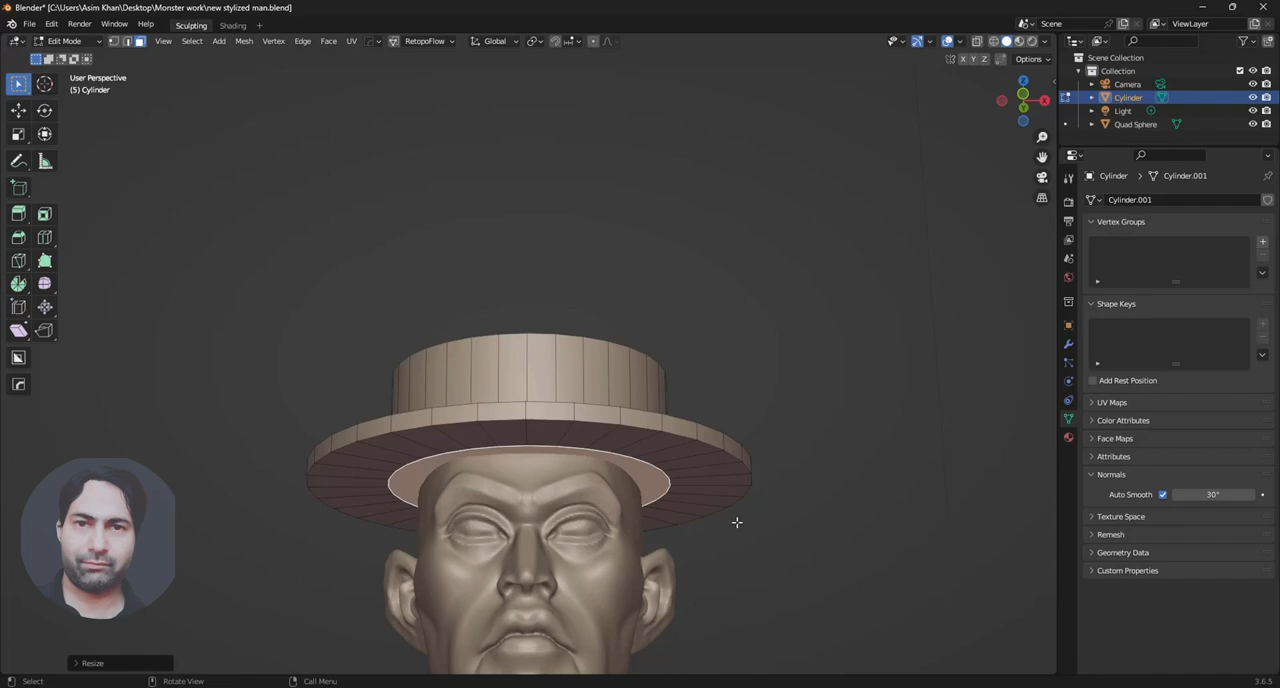 Blender* [C:\Users\Asim Khan\Desktop\Monster work\new stylized man.blend]
File Edit Render Window Help Sculpting Shading + Scene ViewLayer
Edit Mode View Select Add Mesh Vertex Edge Face UV RetopoFlow Global
X Y Z Options
User Perspective
(5) Cylinder
Scene Collection
Collection
Camera
Cylinder
Light
Quad Sphere
Cylinder > Cylinder.001
Cylinder.001
Vertex Groups
Shape Keys
Add Rest Position
UV Maps
Color Attributes
Face Maps
Attributes
Normals
Auto Smooth 30°
Texture Space
Remesh
Geometry Data
Custom Properties
X
Y
Resize
Select Rotate View Call Menu 3.6.5